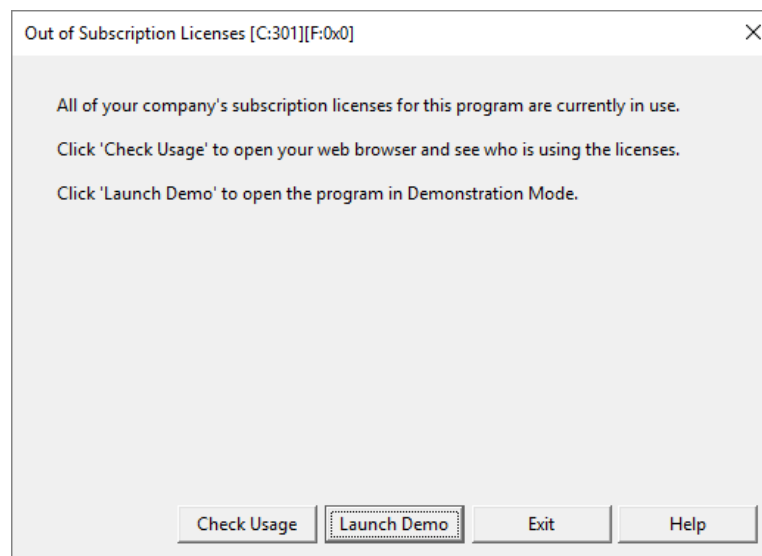 Out of Subscription Licenses [C:301][F:0x0]
All of your company's subscription licenses for this program are currently in use.
Click 'Check Usage' to open your web browser and see who is using the licenses.
Click 'Launch Demo' to open the program in Demonstration Mode.
Check Usage Launch Demo Exit Help